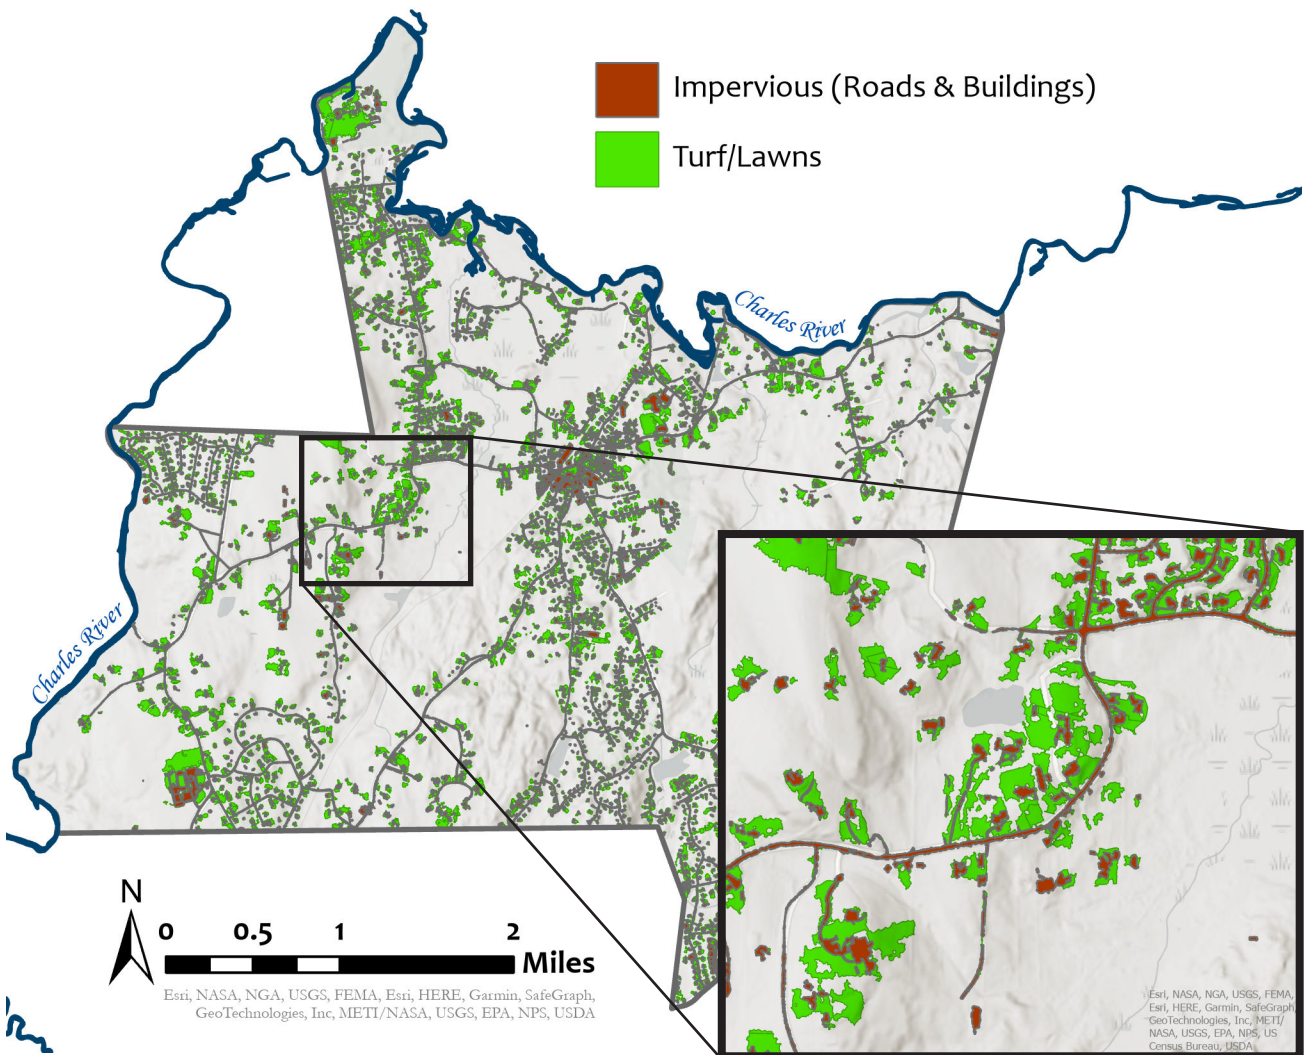 Impervious (Roads & Buildings)
Turf/Lawns
Charles River
Charles River
N
0 0.5 1 2
Miles
Esri, NASA, NGA, USGS, FEMA, Esri, HERE, Garmin, SafeGraph,
GeoTechnologies, Inc, METI/NASA, USGS, EPA, NPS, USDA
Esri, NASA, NGA, USGS, FEMA,
Esri, HERE, Garmin, SafeGraph,
GeoTechnologies, Inc, METI/
NASA, USGS, EPA, NPS, US
Census Bureau, USDA